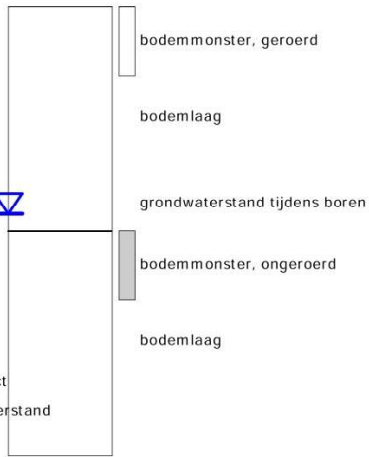 bodemmonster, geroerd
bodemlaag
grondwaterstand tijdens boren
bodemmonster, ongeroerd
bodemlaag